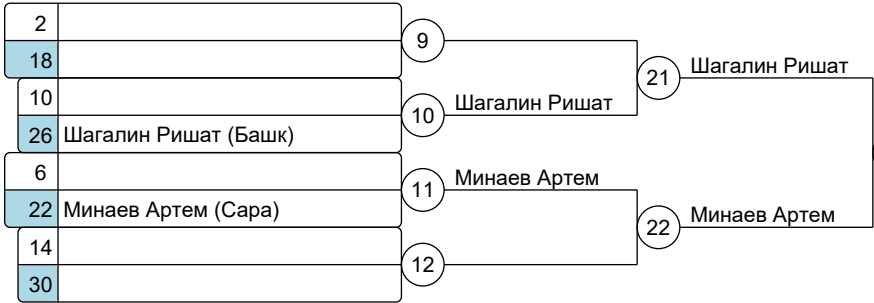 2
9
18
21 Шагалин Ришат
10
10 Шагалин Ришат
26 Шагалин Ришат (Башк)
6
11 Минаев Артем
22 Минаев Артем (Сара)
22 Минаев Артем
14
12
30